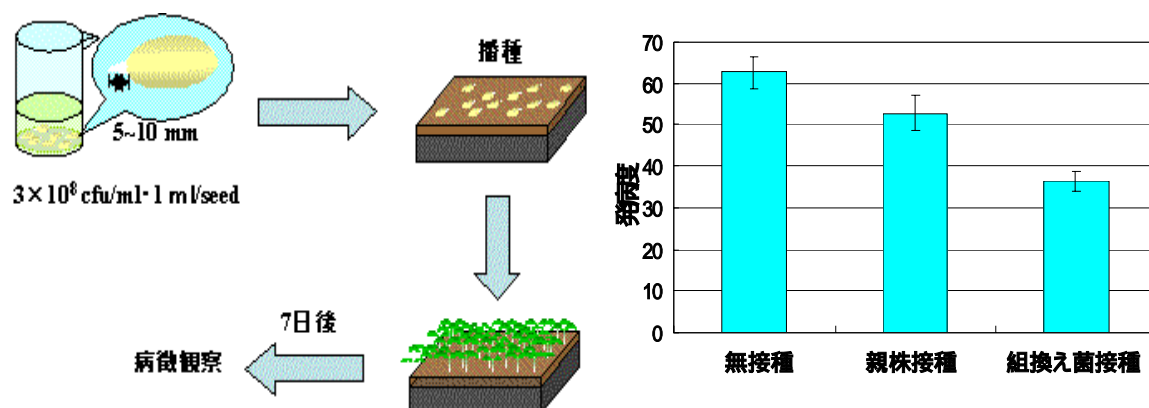 5~10 mm
3×10⁸ cfu/ml・1 ml/seed
播種
7日後
病徴観察
発病度
70
60
50
40
30
20
10
0
無接種
親株接種
組換え菌接種